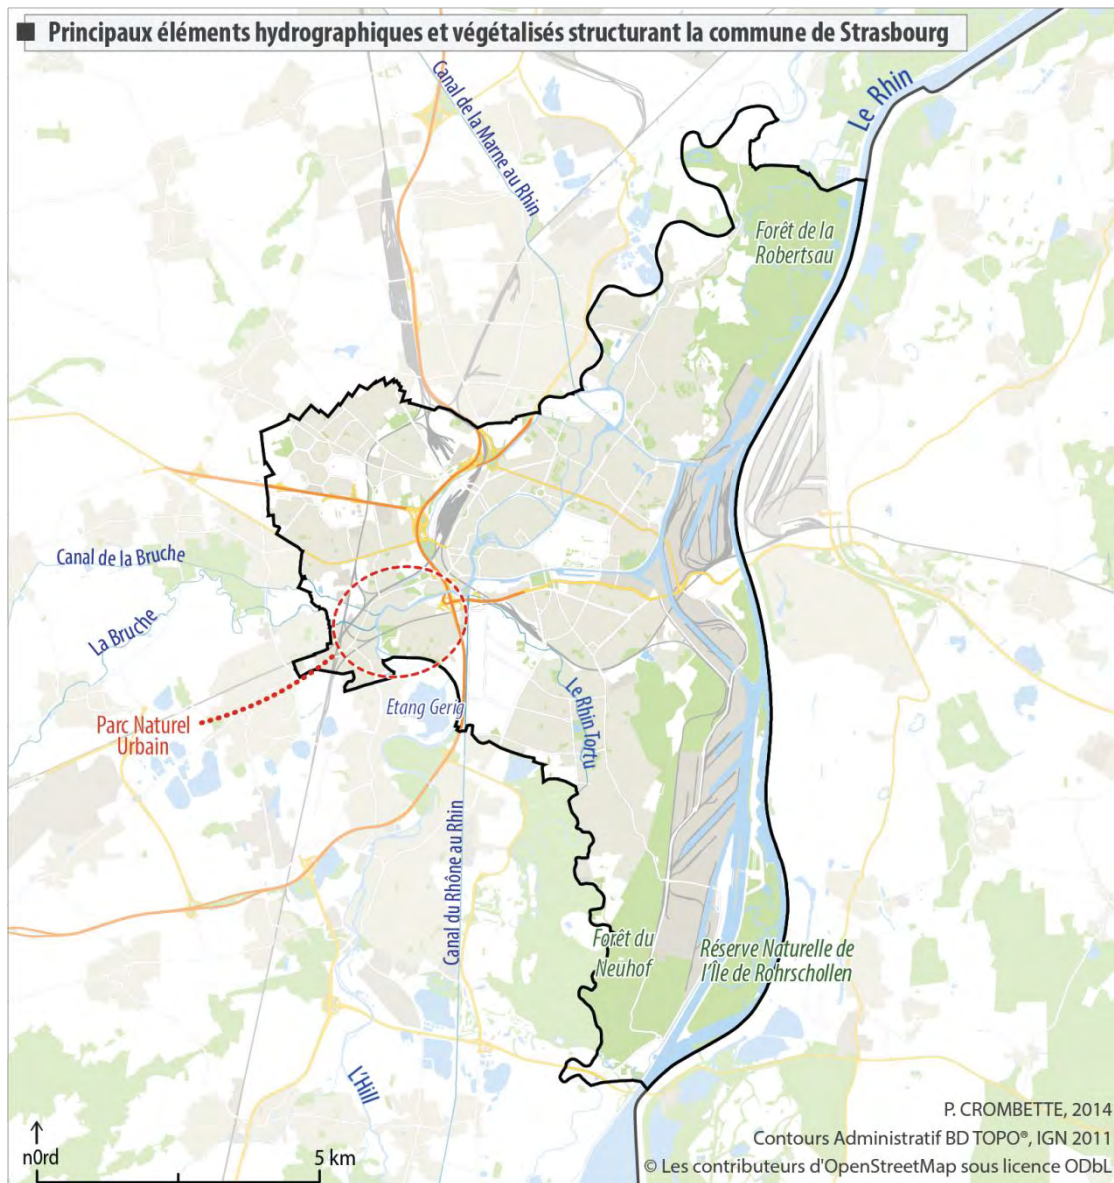 Principaux éléments hydrographiques et végétalisés structurant la commune de Strasbourg
Le Rhin
Canal de la Marne au Rhin
Forêt de la
Robertsau
Canal de la Bruche
La Bruche
Parc Naturel
Urbain
Etang Gerig
Le Rhin Tortu
Canal du Rhône au Rhin
Forêt du
Neuhof
Réserve Naturelle de
l'Île de Rohrschollen
L'Hill
n0rd
5 km
P. CROMBETTE, 2014
Contours Administratif BD TOPO®, IGN 2011
© Les contributeurs d'OpenStreetMap sous licence ODbL